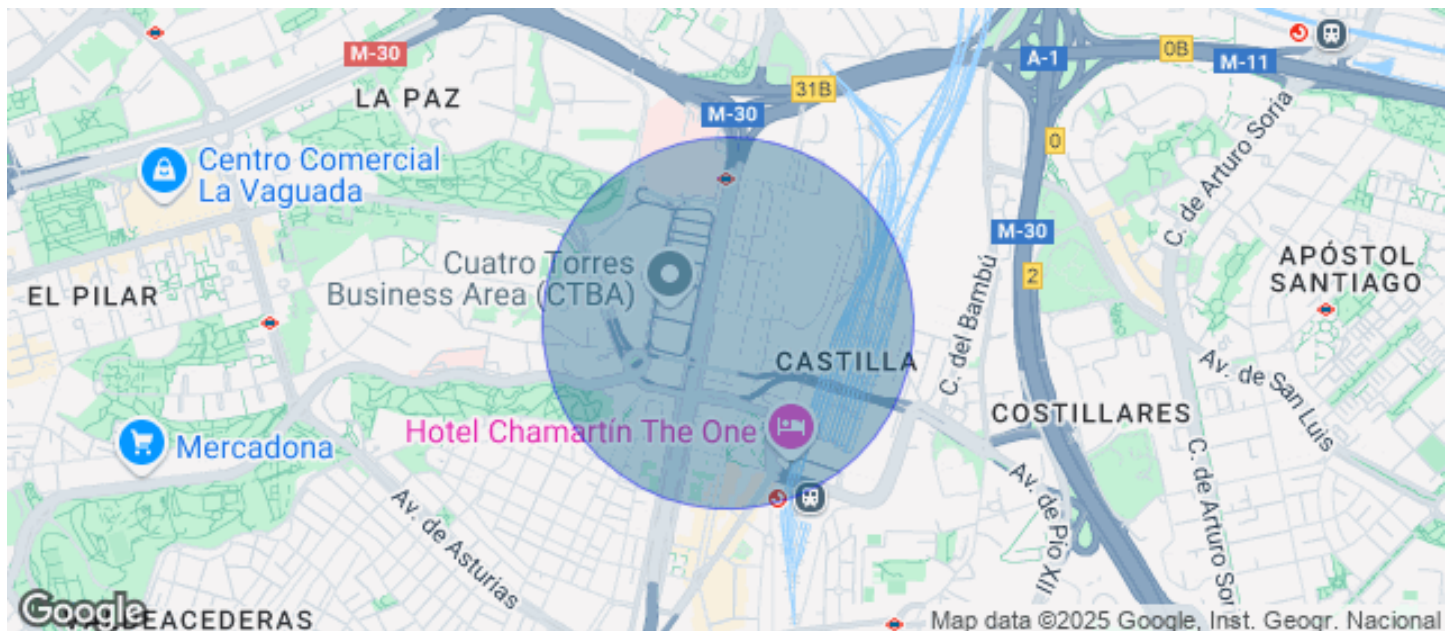 M-30
LA PAZ
31B
M-30
A-1
0B
M-11
0
C. de Arturo Soria
Centro Comercial
La Vaguada
Cuatro Torres
Business Area (CTBA)
EL PILAR
M-30
2
C. del Bambú
APÓSTOL
SANTIAGO
CASTILLA
Av. de San Luis
COSTILLARES
Hotel Chamartín The One
Mercadona
Av. de Asturias
Av. de Pío XII
C. de Arturo Sor
Google
DEACEDERAS
Map data ©2025 Google, Inst. Geogr. Nacional